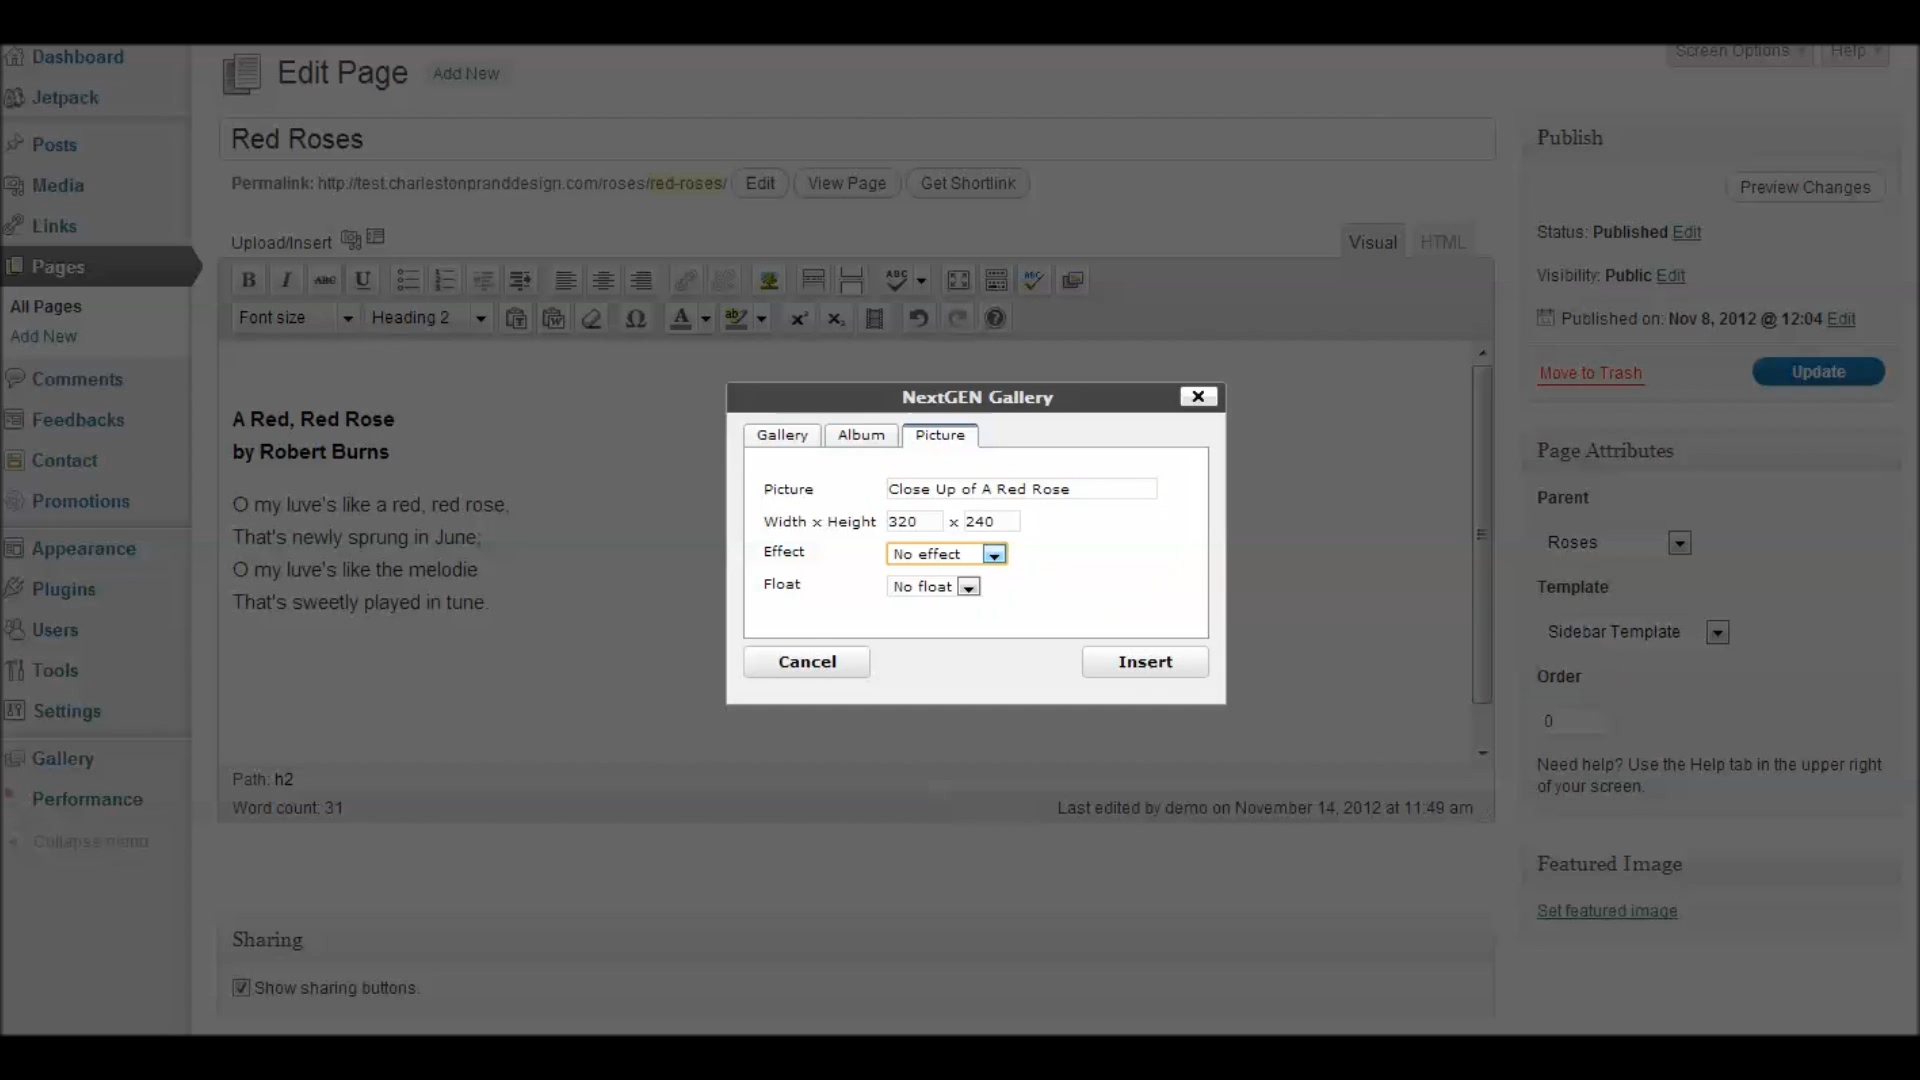 Dashboard
Jetpack
Posts
Media
Links
Pages
All Pages
Add New
Comments
Feedbacks
Contact
Promotions
Appearance
Plugins
Users
Tools
Settings
Gallery
Performance
Collapse menu
Screen Options
Help
Edit Page
Add New
Red Roses
Permalink: http://test.charlestonpranddesign.com/roses/red-roses/ Edit View Page Get Shortlink
Upload/Insert
Visual
HTML
B I ABC U
ABC
Font size
Heading 2
A Red, Red Rose
by Robert Burns
O my luve's like a red, red rose,
That's newly sprung in June;
O my luve's like the melodie
That's sweetly played in tune.
Path: h2
Word count: 31
Last edited by demo on November 14, 2012 at 11:49 am
Sharing
Show sharing buttons.
NextGEN Gallery
Gallery
Album
Picture
Picture
Close Up of A Red Rose
Width x Height 320 x 240
Effect
No effect
Float
No float
Cancel
Insert
Publish
Preview Changes
Status: Published Edit
Visibility: Public Edit
Published on: Nov 8, 2012 @ 12:04 Edit
Move to Trash
Update
Page Attributes
Parent
Roses
Template
Sidebar Template
Order
0
Need help? Use the Help tab in the upper right
of your screen.
Featured Image
Set featured image